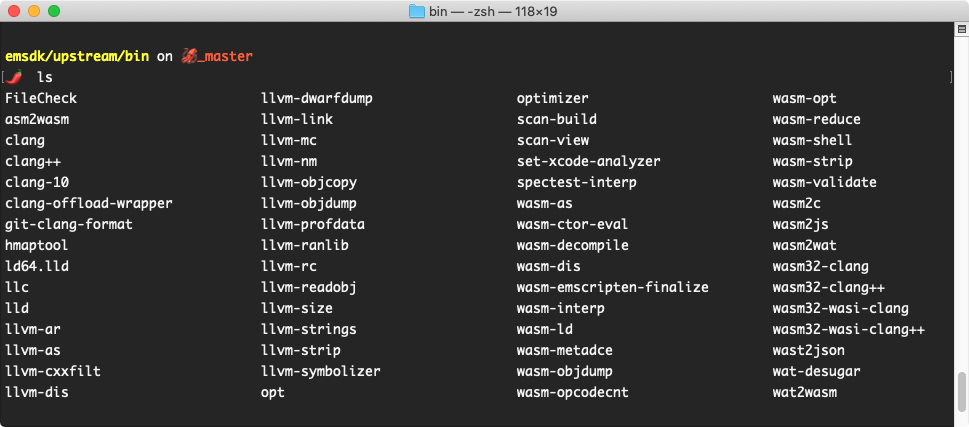 bin — -zsh — 118×19
emsdk/upstream/bin on 🦑_master
[🌶️ ls ]
FileCheck llvm-dwarfdump optimizer wasm-opt
asm2wasm llvm-link scan-build wasm-reduce
clang llvm-mc scan-view wasm-shell
clang++ llvm-nm set-xcode-analyzer wasm-strip
clang-10 llvm-objcopy spectest-interp wasm-validate
clang-offload-wrapper llvm-objdump wasm-as wasm2c
git-clang-format llvm-profdata wasm-ctor-eval wasm2js
hmaptool llvm-ranlib wasm-decompile wasm2wat
ld64.lld llvm-rc wasm-dis wasm32-clang
llc llvm-readobj wasm-emscripten-finalize wasm32-clang++
lld llvm-size wasm-interp wasm32-wasi-clang
llvm-ar llvm-strings wasm-ld wasm32-wasi-clang++
llvm-as llvm-strip wasm-metadce wast2json
llvm-cxxfilt llvm-symbolizer wasm-objdump wat-desugar
llvm-dis opt wasm-opcodecnt wat2wasm